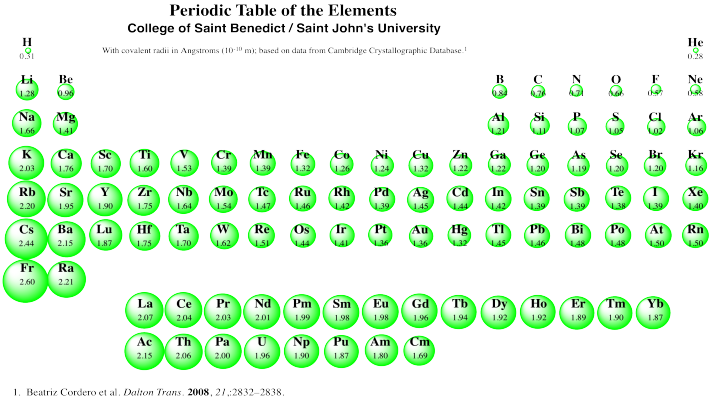 Periodic Table of the Elements
College of Saint Benedict / Saint John's University
With covalent radii in Angstroms (10⁻¹⁰ m); based on data from Cambridge Crystallographic Database.¹
H He
0.31 0.28
Li Be B C N O F Ne
1.28 0.96 0.84 0.76 0.71 0.66 0.57 0.58
Na Mg Al Si P S Cl Ar
1.66 1.41 1.21 1.11 1.07 1.05 1.02 1.06
K Ca Sc Ti V Cr Mn Fe Co Ni Cu Zn Ga Ge As Se Br Kr
2.03 1.76 1.70 1.60 1.53 1.39 1.39 1.32 1.26 1.24 1.32 1.22 1.22 1.20 1.19 1.20 1.20 1.16
Rb Sr Y Zr Nb Mo Tc Ru Rh Pd Ag Cd In Sn Sb Te I Xe
2.20 1.95 1.90 1.75 1.64 1.54 1.47 1.46 1.42 1.39 1.45 1.44 1.42 1.39 1.39 1.38 1.39 1.40
Cs Ba Lu Hf Ta W Re Os Ir Pt Au Hg Tl Pb Bi Po At Rn
2.44 2.15 1.87 1.75 1.70 1.62 1.51 1.44 1.41 1.36 1.36 1.32 1.45 1.46 1.48 1.48 1.50 1.50
Fr Ra
2.60 2.21
La Ce Pr Nd Pm Sm Eu Gd Tb Dy Ho Er Tm Yb
2.07 2.04 2.03 2.01 1.99 1.98 1.98 1.96 1.94 1.92 1.92 1.89 1.90 1.87
Ac Th Pa U Np Pu Am Cm
2.15 2.06 2.00 1.96 1.90 1.87 1.80 1.69
1. Beatriz Cordero et al. Dalton Trans. 2008, 21,:2832–2838.